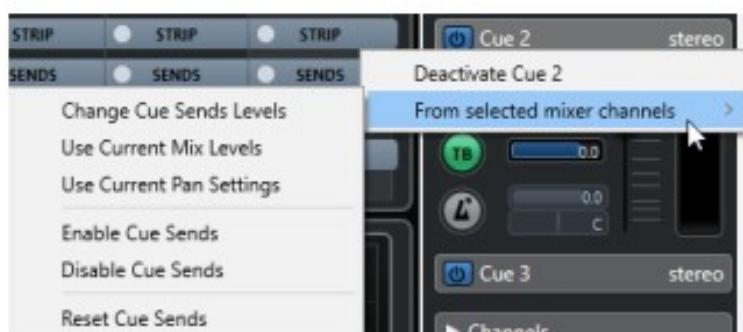 STRIP STRIP STRIP
Cue 2 stereo
SENDS SENDS SENDS
Deactivate Cue 2
From selected mixer channels
Change Cue Sends Levels
Use Current Mix Levels
Use Current Pan Settings
Enable Cue Sends
Disable Cue Sends
Reset Cue Sends
TB 0.0
0.0
C
Cue 3 stereo
Channels